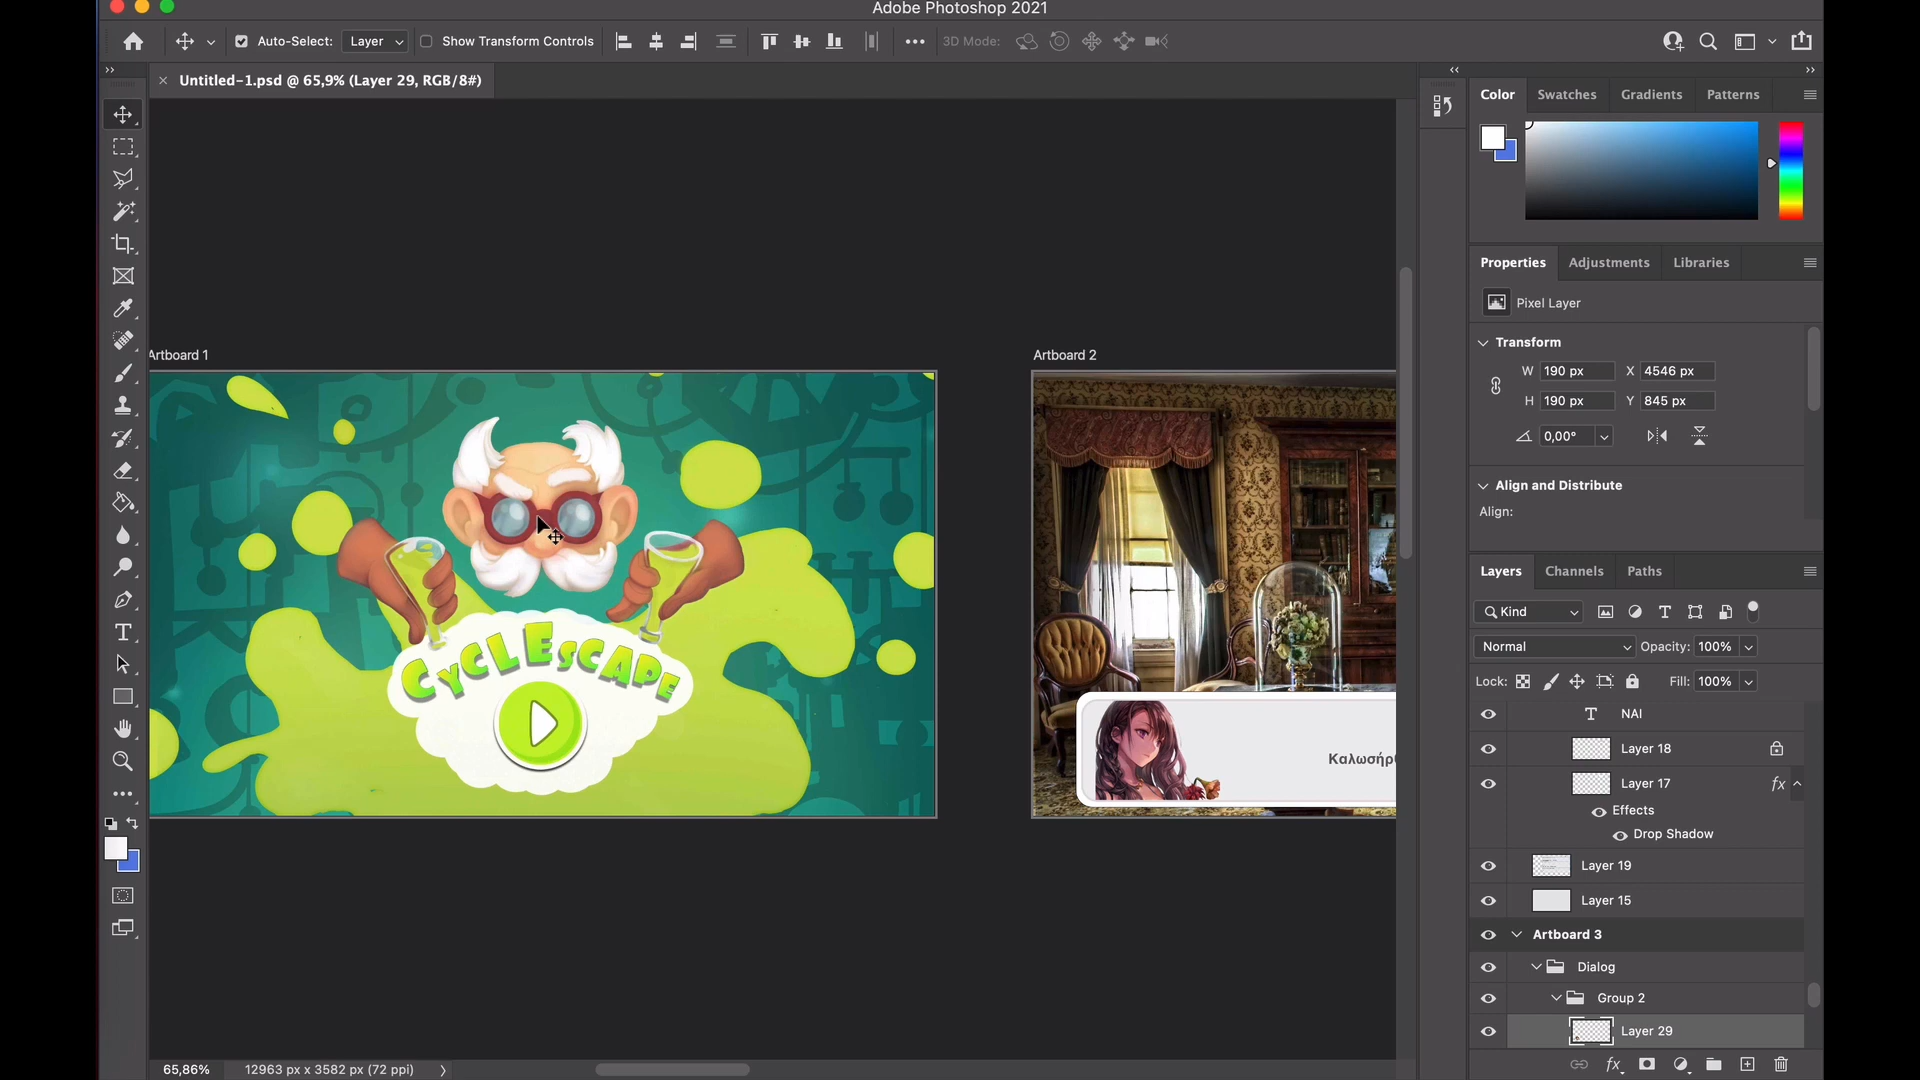 Adobe Photoshop 2021
Auto-Select: Layer Show Transform Controls 3D Mode:
Untitled-1.psd @ 65,9% (Layer 29, RGB/8#)
Artboard 1
Artboard 2
CYCLESCAPE
Color Swatches Gradients Patterns
Properties Adjustments Libraries
Pixel Layer
Transform
W 190 px X 4546 px
H 190 px Y 845 px
0,00°
Align and Distribute
Align:
Layers Channels Paths
Kind
Normal Opacity: 100%
Lock: Fill: 100%
T NAI
Layer 18
Layer 17 fx
Effects
Drop Shadow
Layer 19
Layer 15
Artboard 3
Dialog
Group 2
Layer 29
fx
65,86% 12963 px x 3582 px (72 ppi)